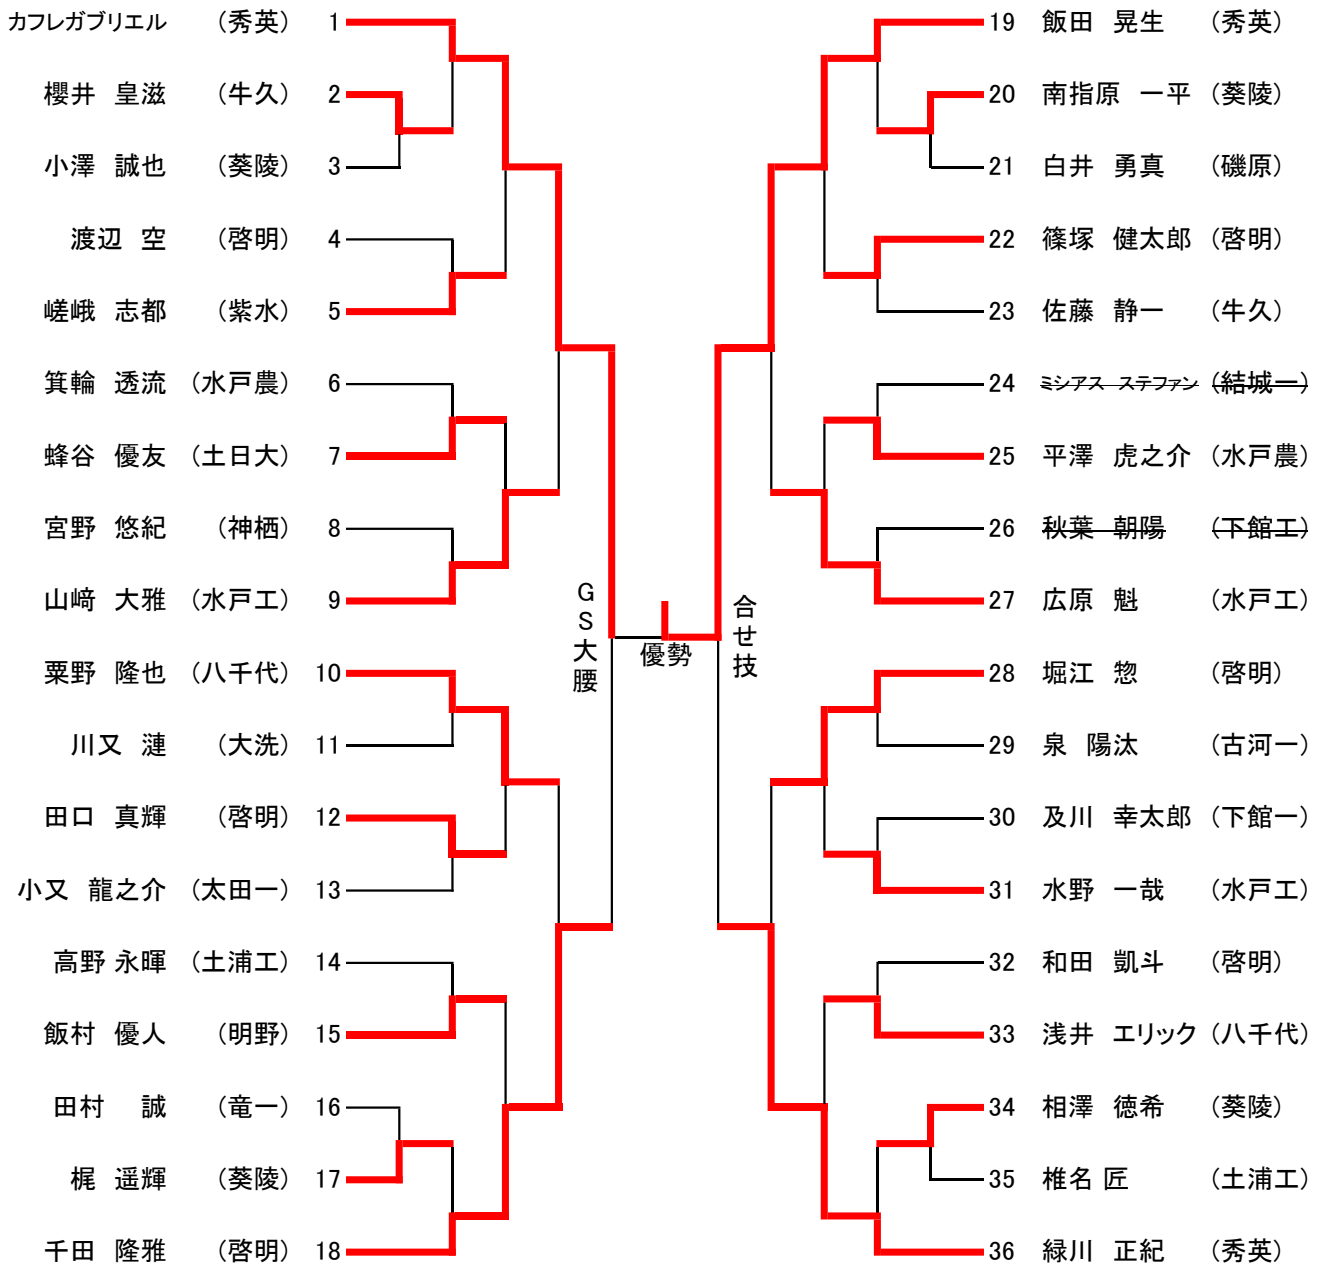 カフレガブリエル (秀英) 1
櫻井 皇滋 (牛久) 2
小澤 誠也 (葵陵) 3
渡辺 空 (啓明) 4
嵯峨 志都 (紫水) 5
箕輪 透流 (水戸農) 6
蜂谷 優友 (土日大) 7
宮野 悠紀 (神栖) 8
山﨑 大雅 (水戸工) 9
粟野 隆也 (八千代) 10
川又 漣 (大洗) 11
田口 真輝 (啓明) 12
小又 龍之介 (太田一) 13
高野 永暉 (土浦工) 14
飯村 優人 (明野) 15
田村 誠 (竜一) 16
梶 遥輝 (葵陵) 17
千田 隆雅 (啓明) 18
GS大腰
優勢
合せ技
19 飯田 晃生 (秀英)
20 南指原 一平 (葵陵)
21 白井 勇真 (磯原)
22 篠塚 健太郎 (啓明)
23 佐藤 静一 (牛久)
24 ミシアス ステファン (結城一)
25 平澤 虎之介 (水戸農)
26 秋葉 朝陽 (下館工)
27 広原 魁 (水戸工)
28 堀江 惣 (啓明)
29 泉 陽汰 (古河一)
30 及川 幸太郎 (下館一)
31 水野 一哉 (水戸工)
32 和田 凱斗 (啓明)
33 浅井 エリック (八千代)
34 相澤 徳希 (葵陵)
35 椎名 匠 (土浦工)
36 緑川 正紀 (秀英)